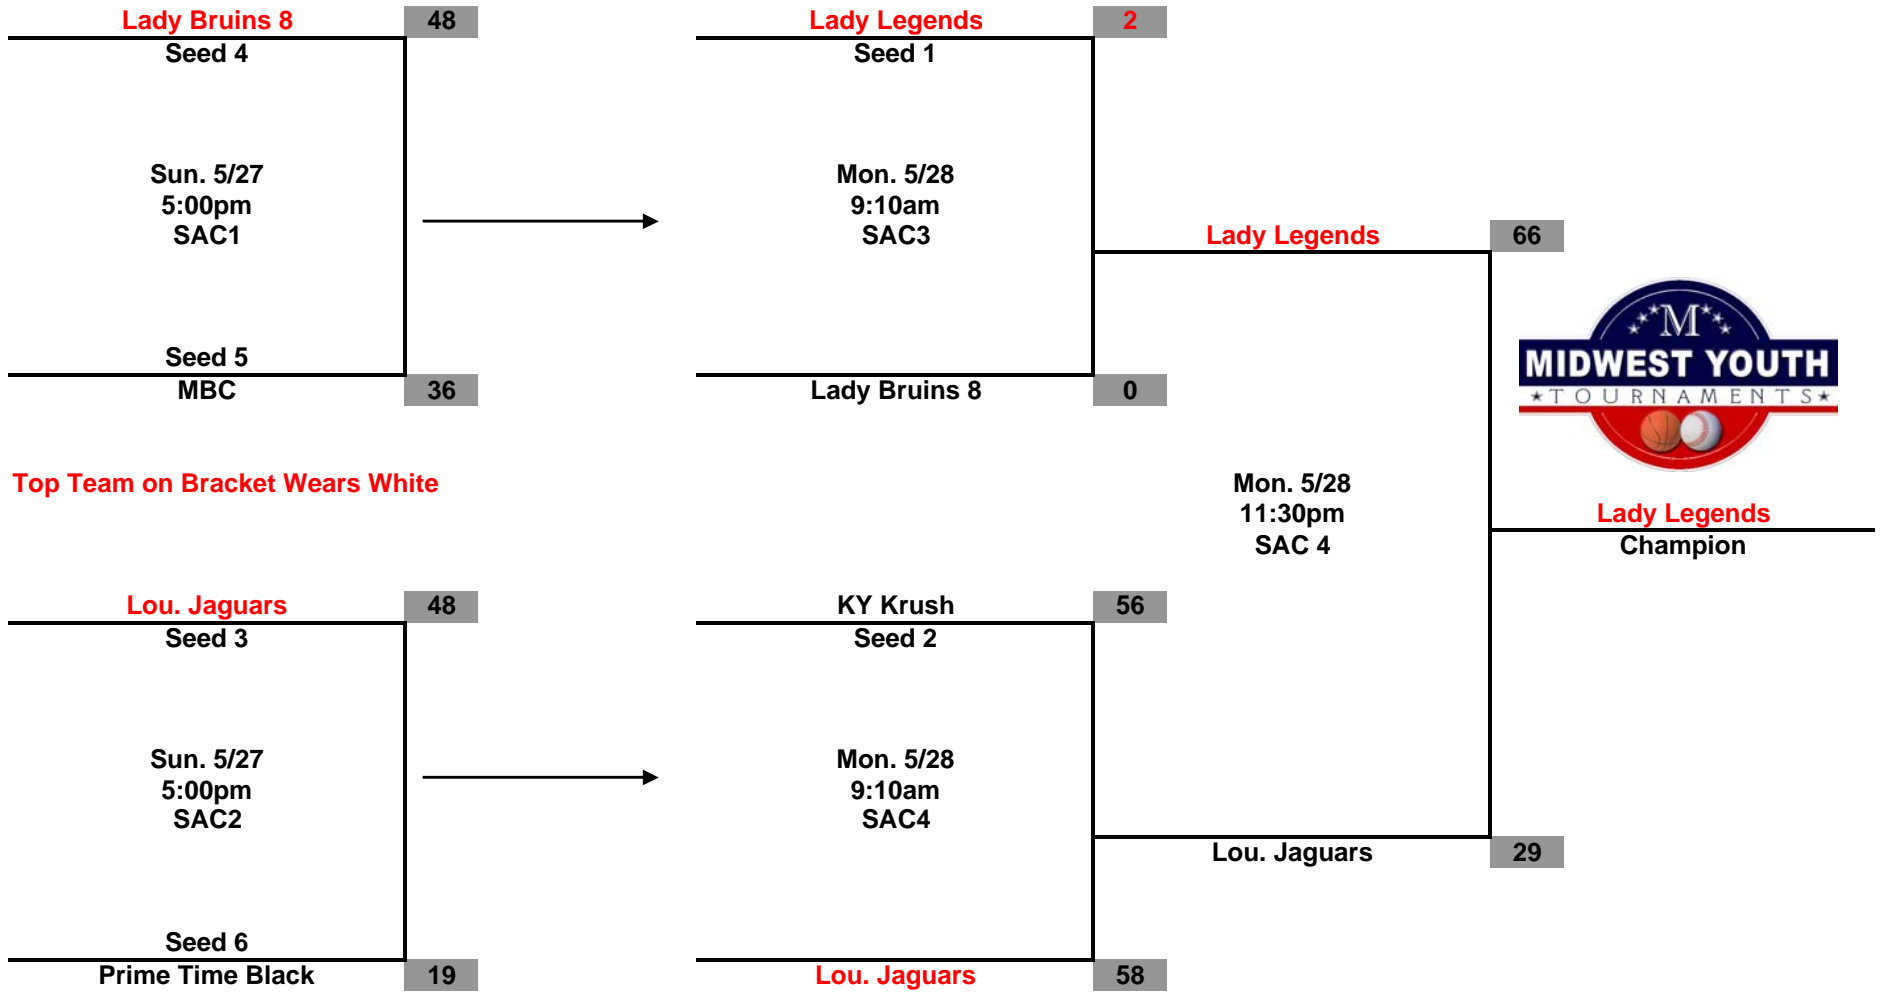 Lady Bruins 8 48
Seed 4
Sun. 5/27
5:00pm
SAC1
Seed 5
MBC 36
Lady Legends 2
Seed 1
Mon. 5/28
9:10am
SAC3
Lady Bruins 8 0
Lady Legends 66
M
MIDWEST YOUTH
TOURNAMENTS
Top Team on Bracket Wears White
Mon. 5/28
11:30pm
SAC 4
Lady Legends
Champion
Lou. Jaguars 48
Seed 3
Sun. 5/27
5:00pm
SAC2
Seed 6
Prime Time Black 19
KY Krush 56
Seed 2
Mon. 5/28
9:10am
SAC4
Lou. Jaguars 58
Lou. Jaguars 29